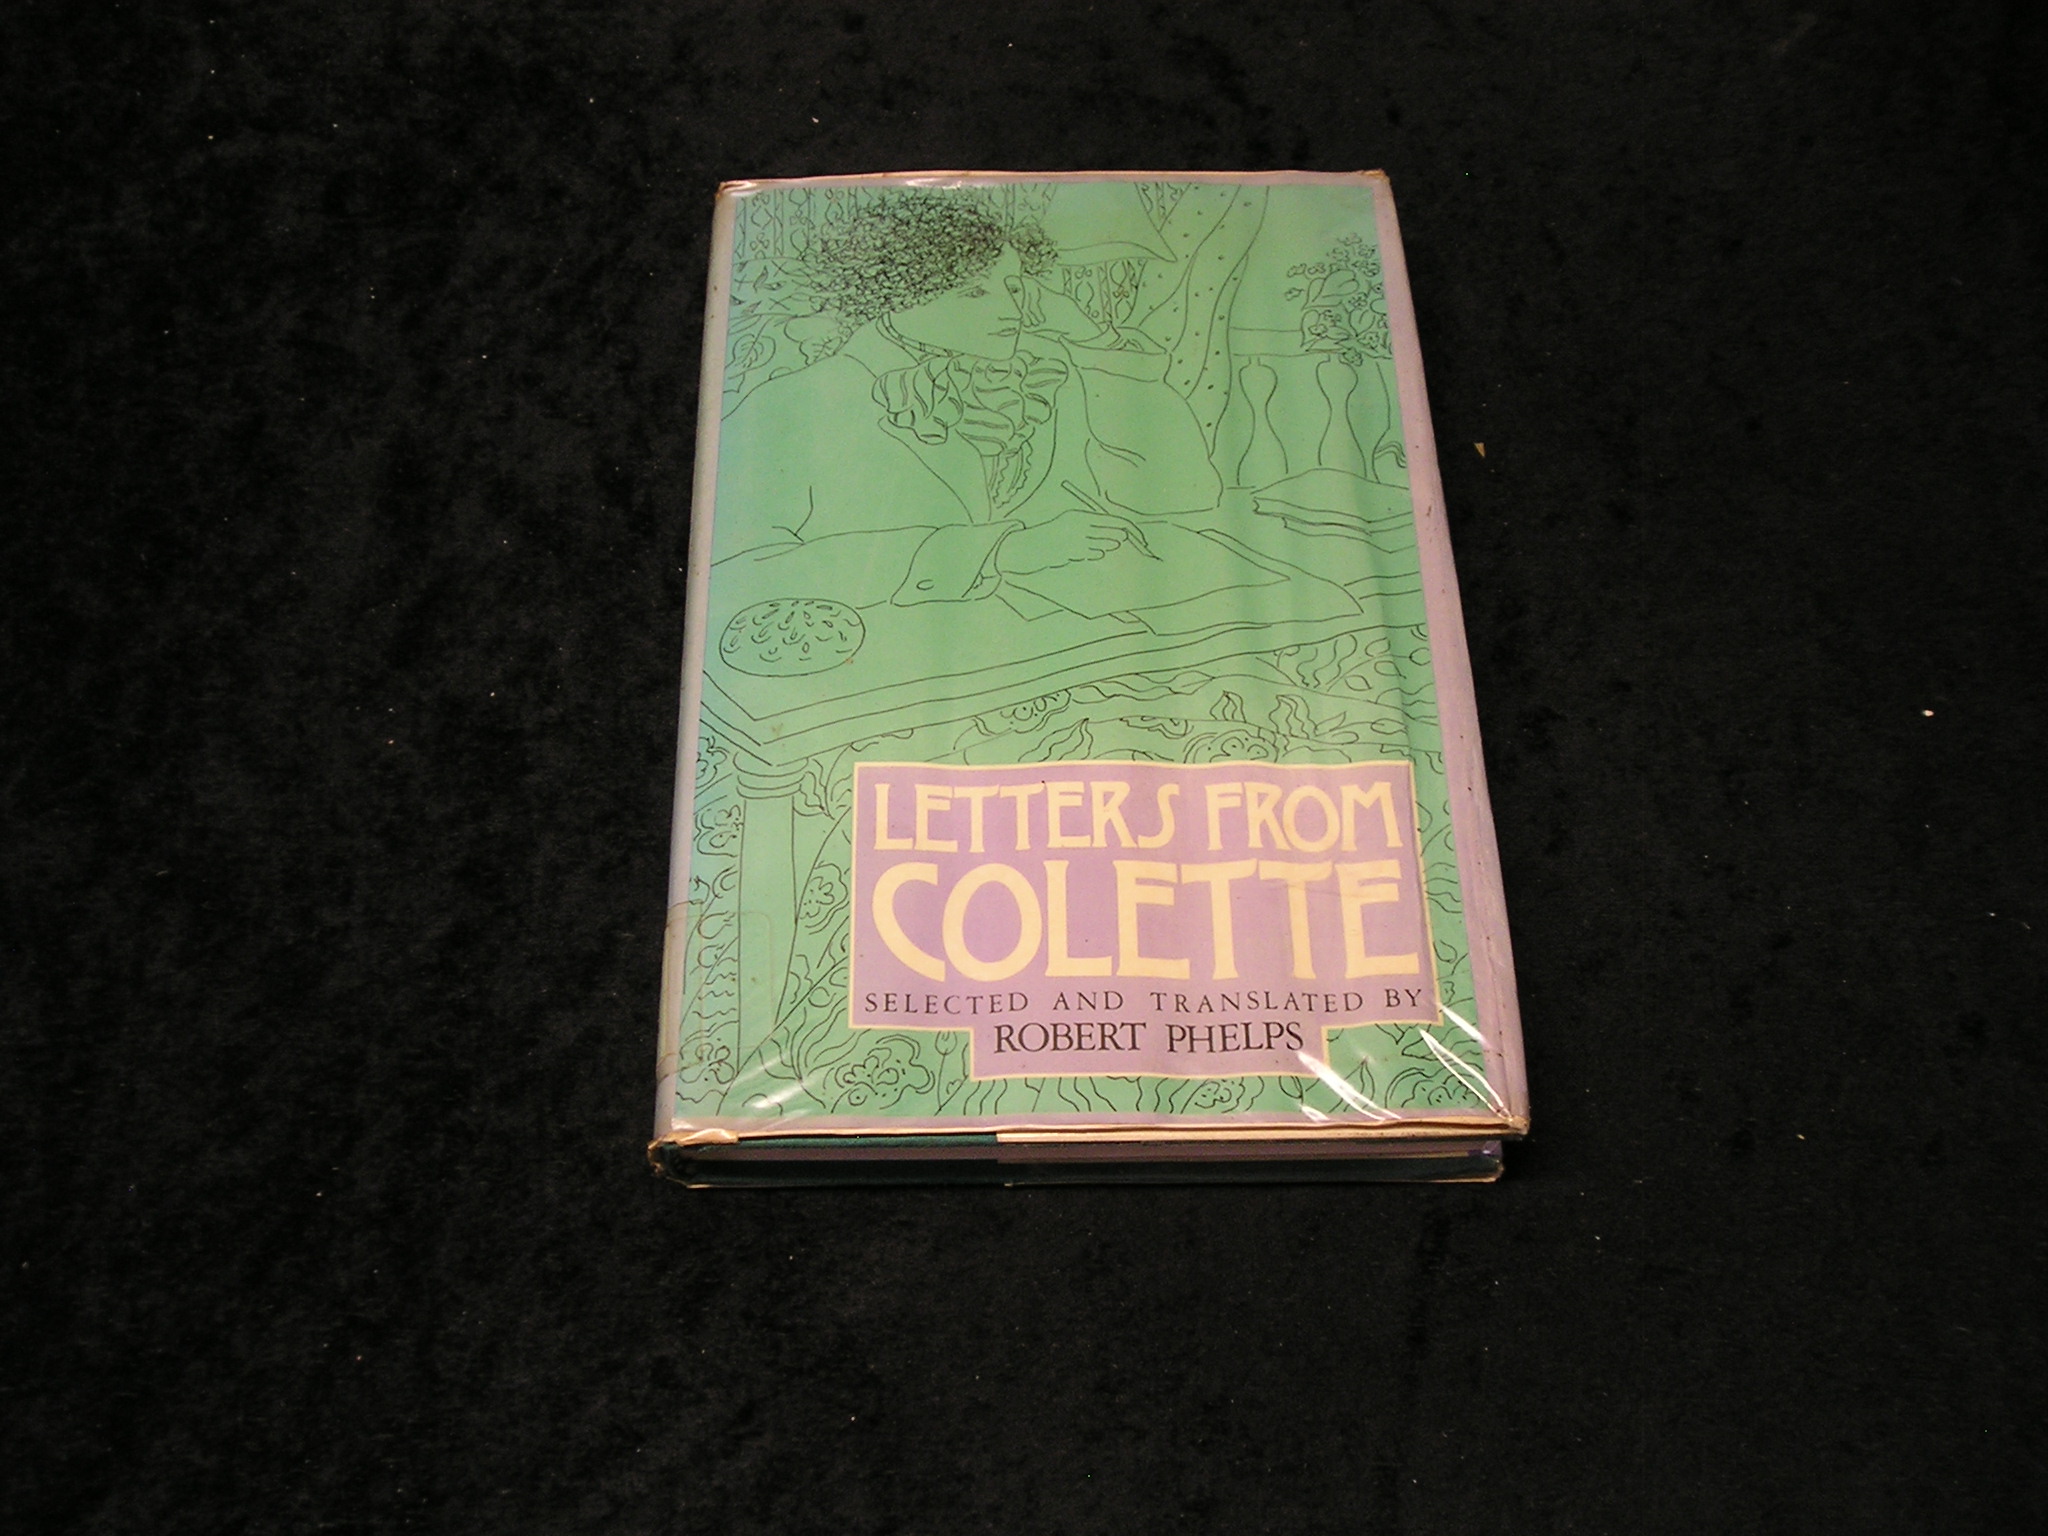 LETTERS FROM
COLETTE
SELECTED AND TRANSLATED BY
ROBERT PHELPS